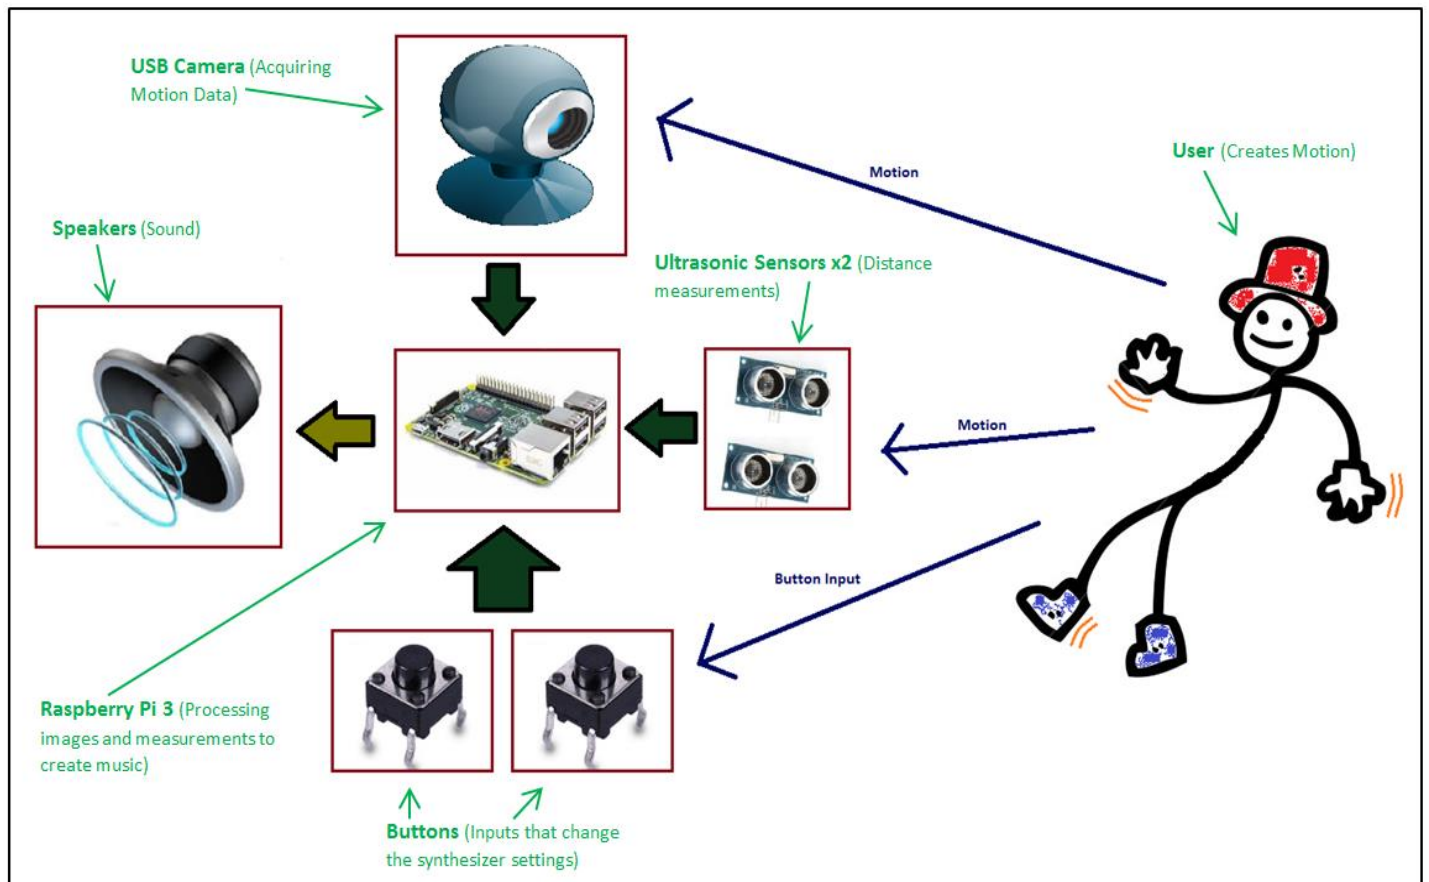 USB Camera (Acquiring
Motion Data)
Motion
User (Creates Motion)
Speakers (Sound)
Ultrasonic Sensors x2 (Distance
measurements)
Motion
Button Input
Raspberry Pi 3 (Processing
images and measurements to
create music)
Buttons (Inputs that change
the synthesizer settings)